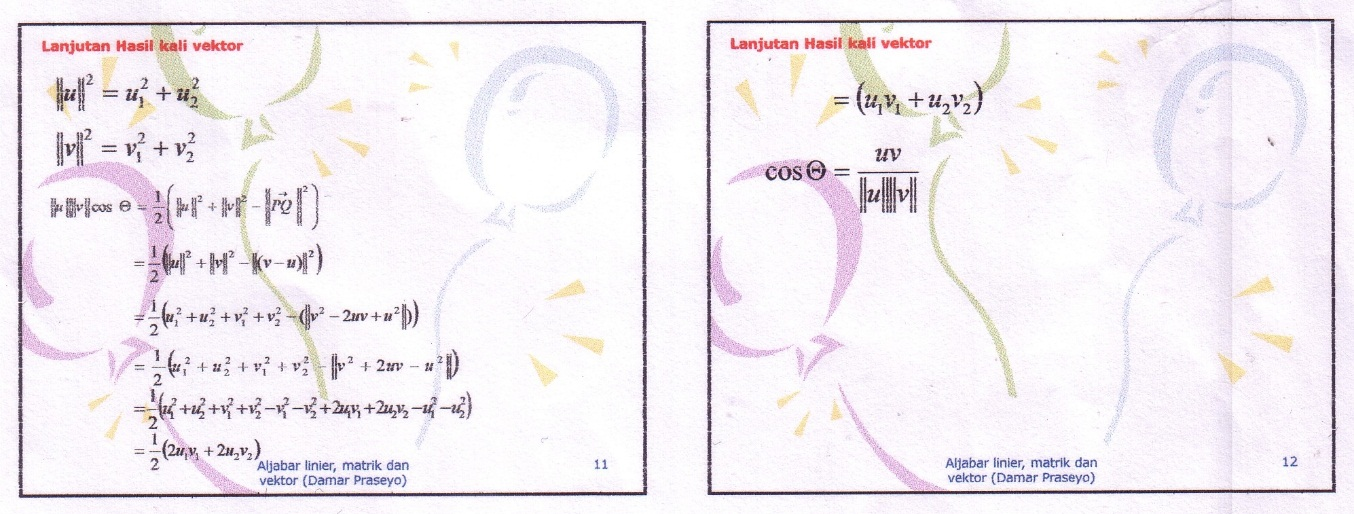 Lanjutan Hasil kali vektor
‖u‖² = u₁² + u₂²
‖v‖² = v₁² + v₂²
‖u‖‖v‖cos Θ = 1/2 (‖u‖² + ‖v‖² − ‖PQ⃗‖²)
= 1/2 (‖u‖² + ‖v‖² − ‖(v − u)‖²)
= 1/2 (u₁² + u₂² + v₁² + v₂² − (‖v² − 2uv + u²‖))
= 1/2 (u₁² + u₂² + v₁² + v₂² − ‖v² + 2uv − u²‖)
= 1/2 (u₁² + u₂² + v₁² + v₂² − v₁² − v₂² + 2u₁v₁ + 2u₂v₂ − u₁² − u₂²)
= 1/2 (2u₁v₁ + 2u₂v₂)
Aljabar linier, matrik dan
vektor (Damar Praseyo)
11
Lanjutan Hasil kali vektor
= (u₁v₁ + u₂v₂)
cos Θ = uv / ‖u‖‖v‖
Aljabar linier, matrik dan
vektor (Damar Praseyo)
12